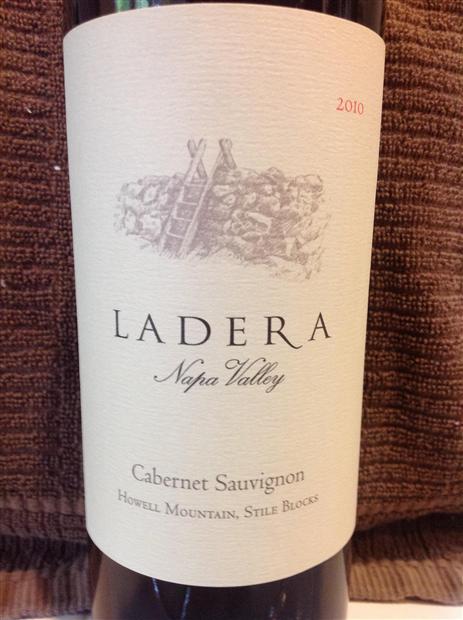 2010
LADERA
Napa Valley
Cabernet Sauvignon
Howell Mountain, Stile Blocks